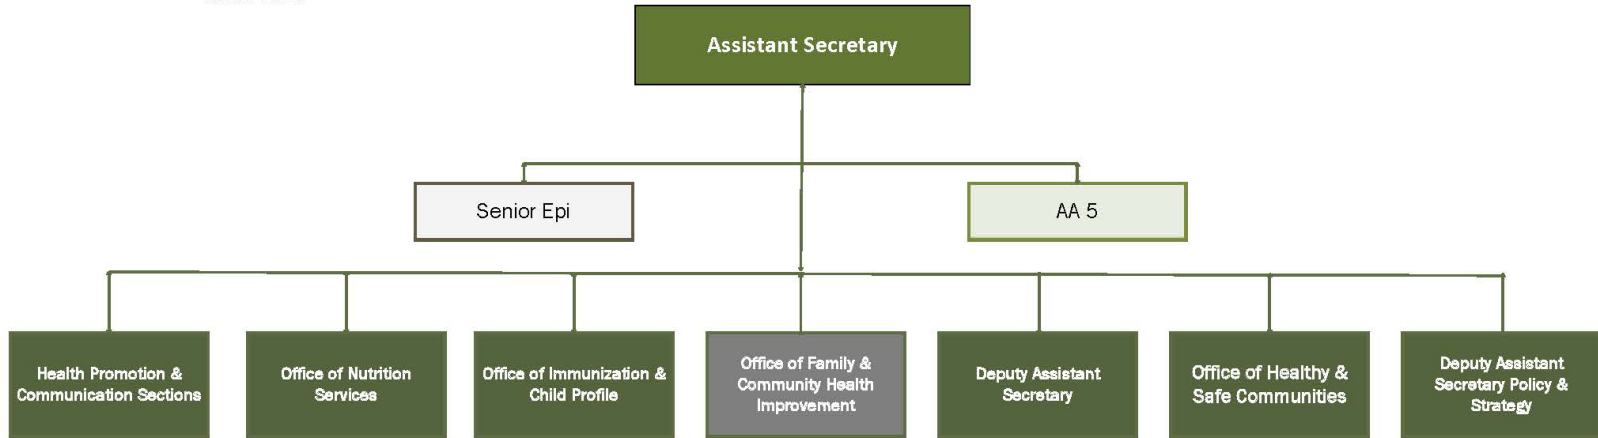 Assistant Secretary
Senior Epi
AA 5
Health Promotion &
Communication Sections
Office of Nutrition
Services
Office of Immunization &
Child Profile
Office of Family &
Community Health
Improvement
Deputy Assistant
Secretary
Office of Healthy &
Safe Communities
Deputy Assistant
Secretary Policy &
Strategy